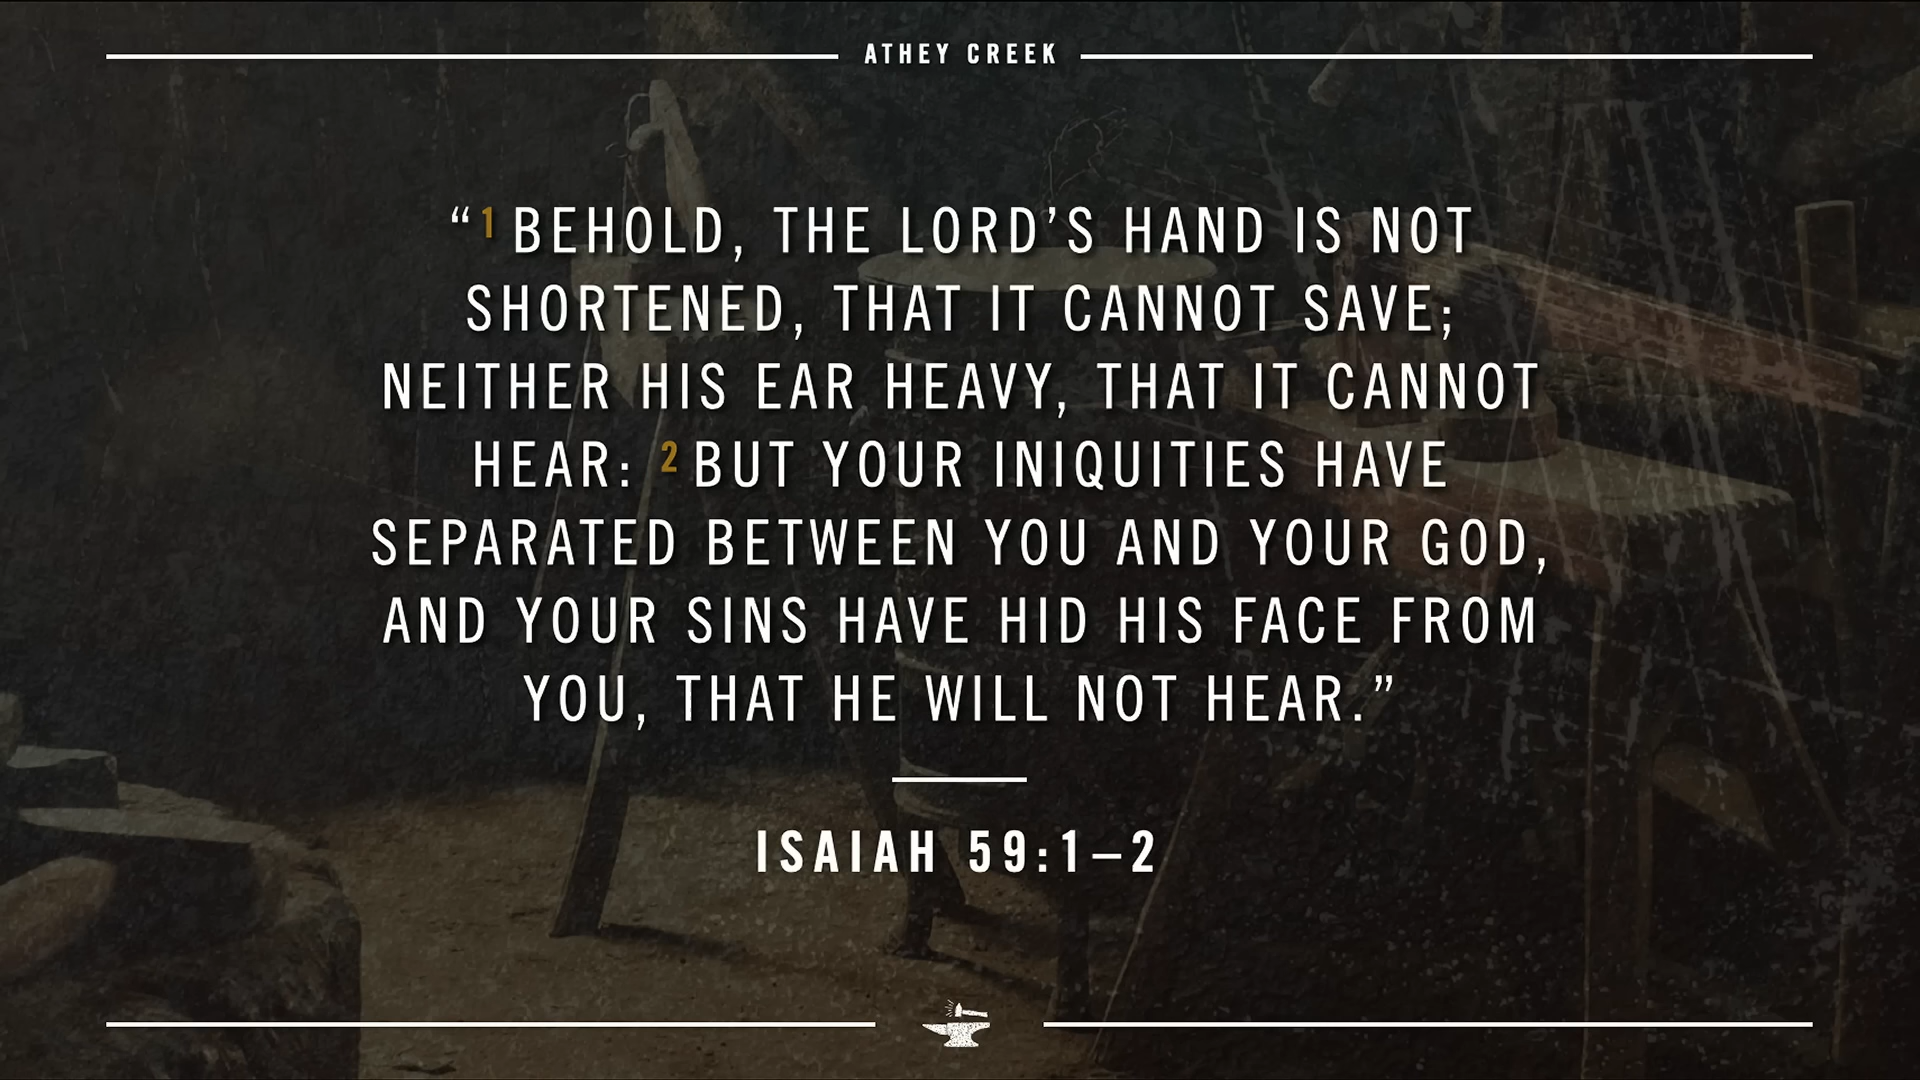 ATHEY CREEK
“1 BEHOLD, THE LORD’S HAND IS NOT
SHORTENED, THAT IT CANNOT SAVE;
NEITHER HIS EAR HEAVY, THAT IT CANNOT
HEAR: 2 BUT YOUR INIQUITIES HAVE
SEPARATED BETWEEN YOU AND YOUR GOD,
AND YOUR SINS HAVE HID HIS FACE FROM
YOU, THAT HE WILL NOT HEAR.”
ISAIAH 59:1–2